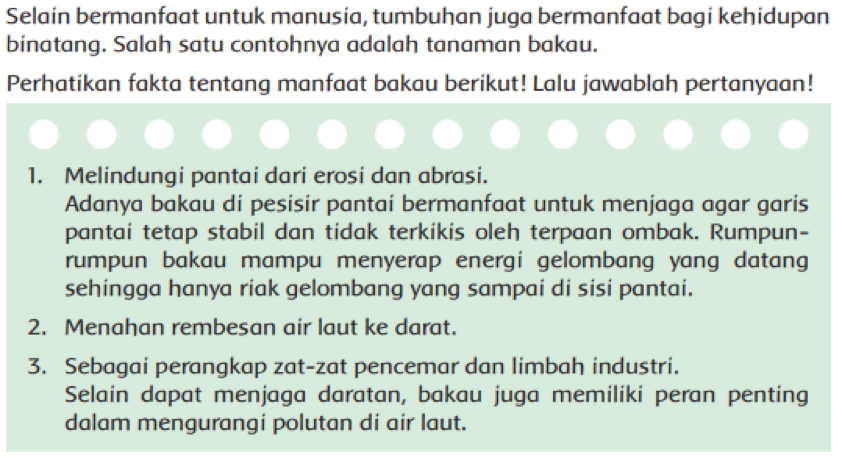 Selain bermanfaat untuk manusia, tumbuhan juga bermanfaat bagi kehidupan
binatang. Salah satu contohnya adalah tanaman bakau.
Perhatikan fakta tentang manfaat bakau berikut! Lalu jawablah pertanyaan!
1. Melindungi pantai dari erosi dan abrasi.
Adanya bakau di pesisir pantai bermanfaat untuk menjaga agar garis
pantai tetap stabil dan tidak terkikis oleh terpaan ombak. Rumpun-
rumpun bakau mampu menyerap energi gelombang yang datang
sehingga hanya riak gelombang yang sampai di sisi pantai.
2. Menahan rembesan air laut ke darat.
3. Sebagai perangkap zat-zat pencemar dan limbah industri.
Selain dapat menjaga daratan, bakau juga memiliki peran penting
dalam mengurangi polutan di air laut.